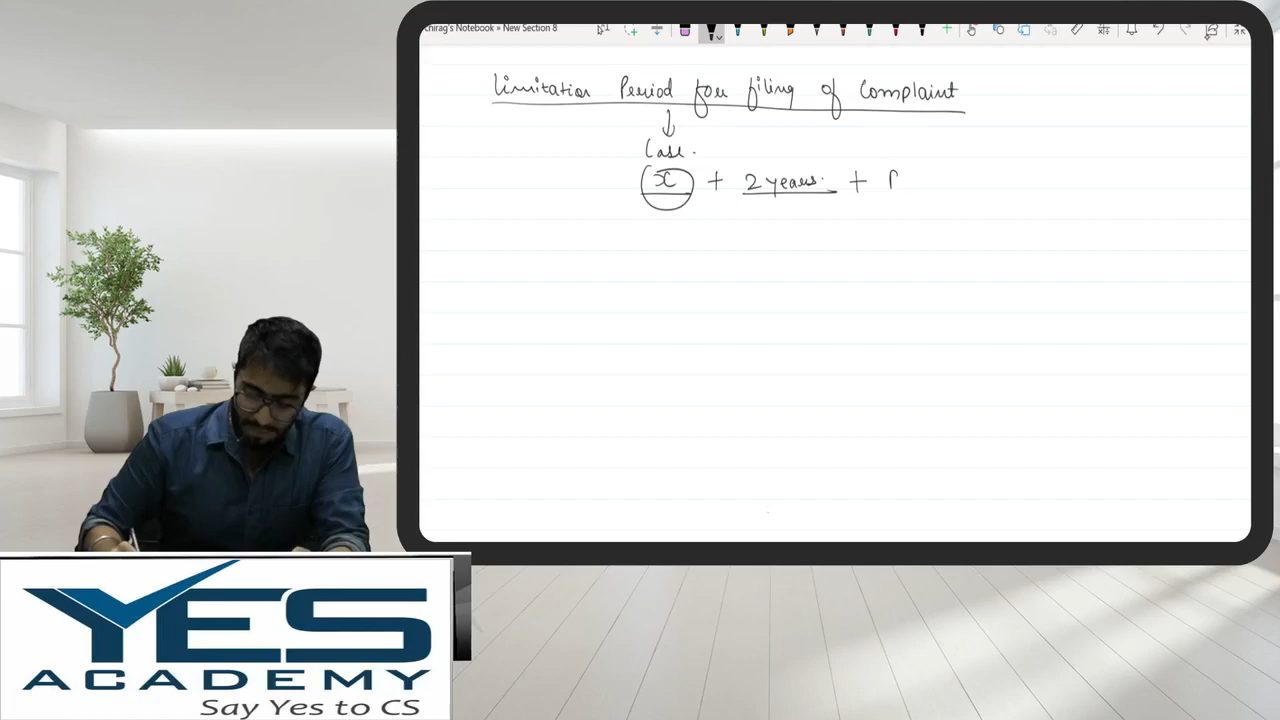 chirag's Notebook » New Section 8
Limitation Period for filing of Complaint
↓
Case.
x + 2 years. +
YES
ACADEMY
Say Yes to CS